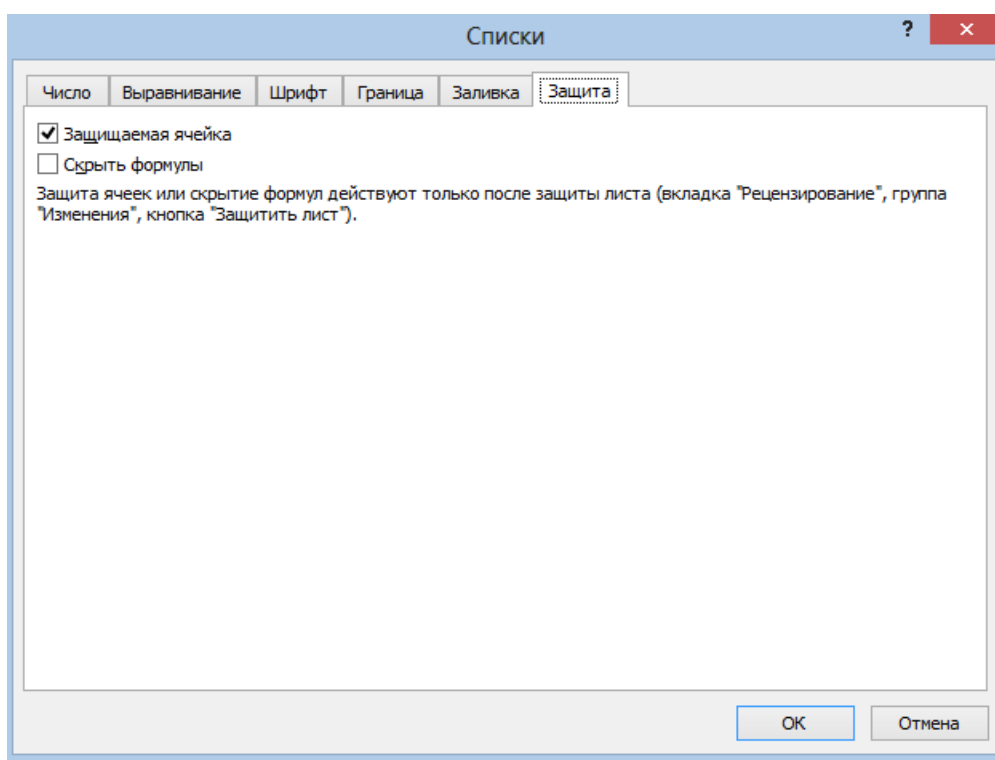 Списки
?
Число Выравнивание Шрифт Граница Заливка Защита
Защищаемая ячейка
Скрыть формулы
Защита ячеек или скрытие формул действуют только после защиты листа (вкладка "Рецензирование", группа
"Изменения", кнопка "Защитить лист").
ОК Отмена